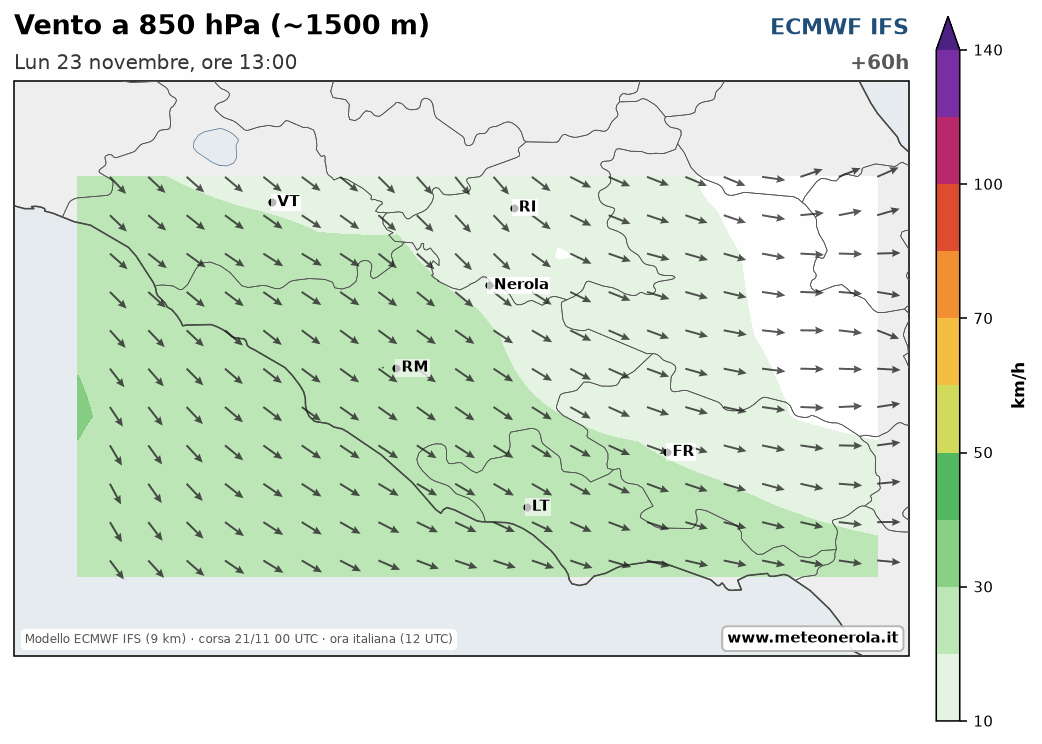 Vento a 850 hPa (~1500 m)
ECMWF IFS
Lun 23 novembre, ore 13:00
+60h
140
100
70
50
30
10
km/h
VT
RI
Nerola
RM
FR
LT
Modello ECMWF IFS (9 km) · corsa 21/11 00 UTC · ora italiana (12 UTC)
www.meteonerola.it